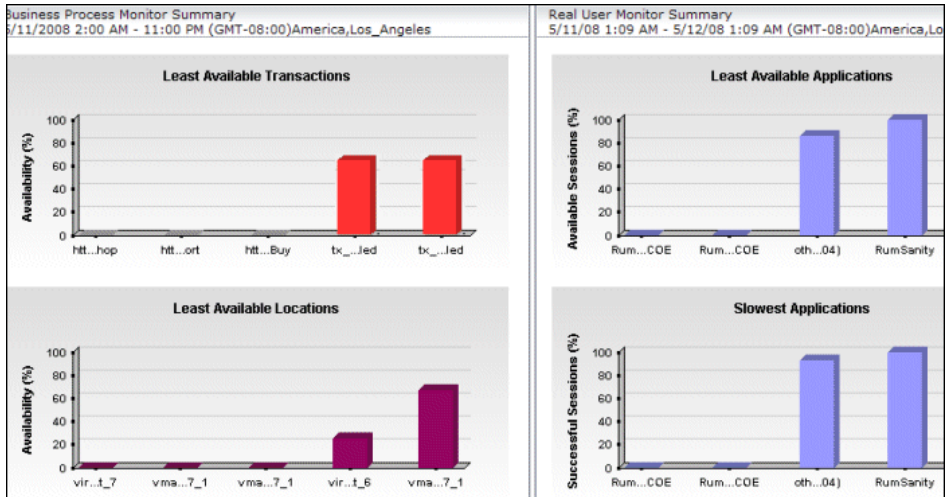 Business Process Monitor Summary
5/11/2008 2:00 AM - 11:00 PM (GMT-08:00)America,Los_Angeles
Least Available Transactions
Availability (%)
100
80
60
40
20
0
htt...hop htt...ort htt...Buy tx_...led tx_...led
Least Available Locations
Availability (%)
100
80
60
40
20
0
vir...t_7 vma...7_1 vma...7_1 vir...t_6 vma...7_1
Real User Monitor Summary
5/11/08 1:09 AM - 5/12/08 1:09 AM (GMT-08:00)America,Lo
Least Available Applications
Available Sessions (%)
100
80
60
40
20
0
Rum...COE Rum...COE oth...04) RumSanity
Slowest Applications
Successful Sessions (%)
100
80
60
40
20
0
Rum...COE Rum...COE oth...04) RumSanity